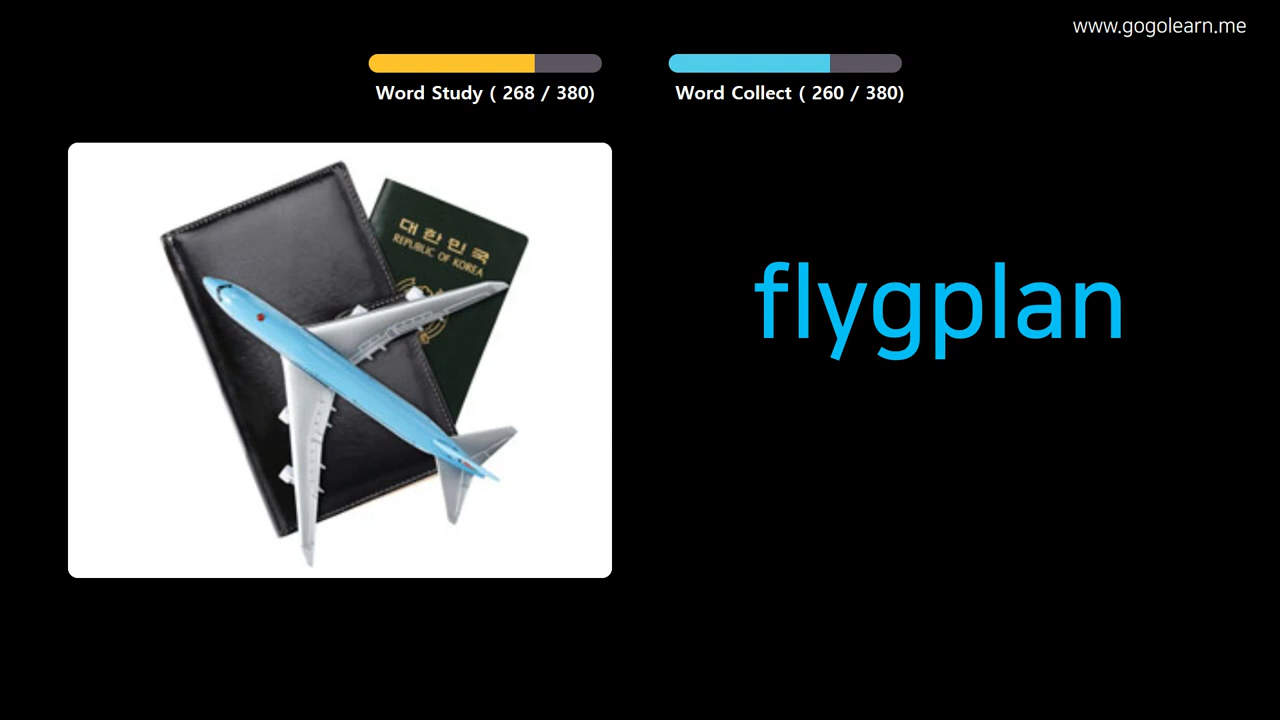 www.gogolearn.me
Word Study ( 268 / 380)
Word Collect ( 260 / 380)
대한민국
REPUBLIC OF KOREA
flygplan